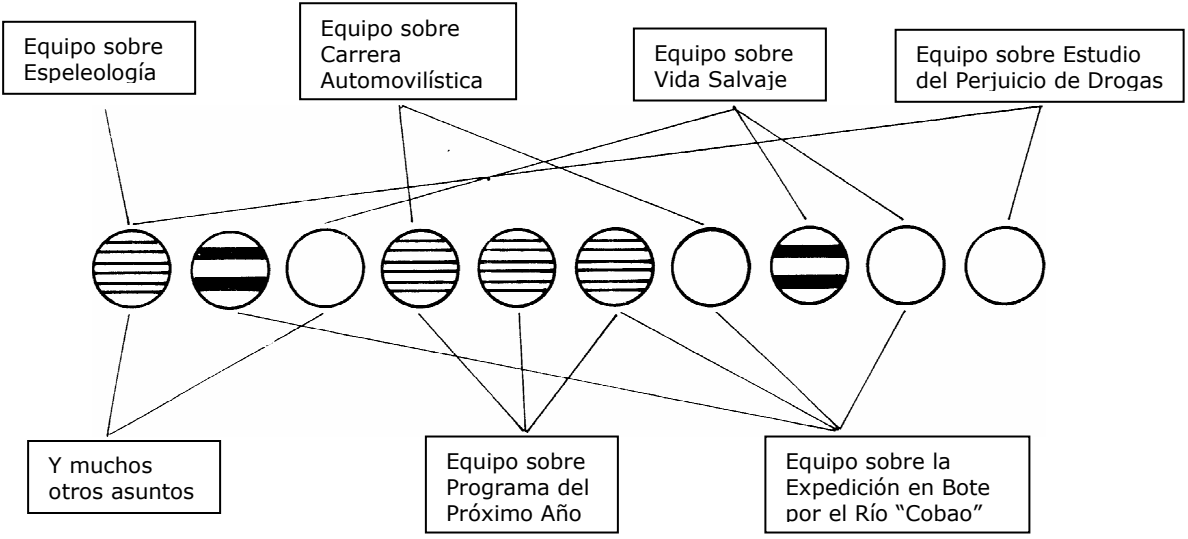 Equipo sobre
Espeleología
Equipo sobre
Carrera
Automovilística
Equipo sobre
Vida Salvaje
Equipo sobre Estudio
del Perjuicio de Drogas
Y muchos
otros asuntos
Equipo sobre
Programa del
Próximo Año
Equipo sobre la
Expedición en Bote
por el Río “Cobao”